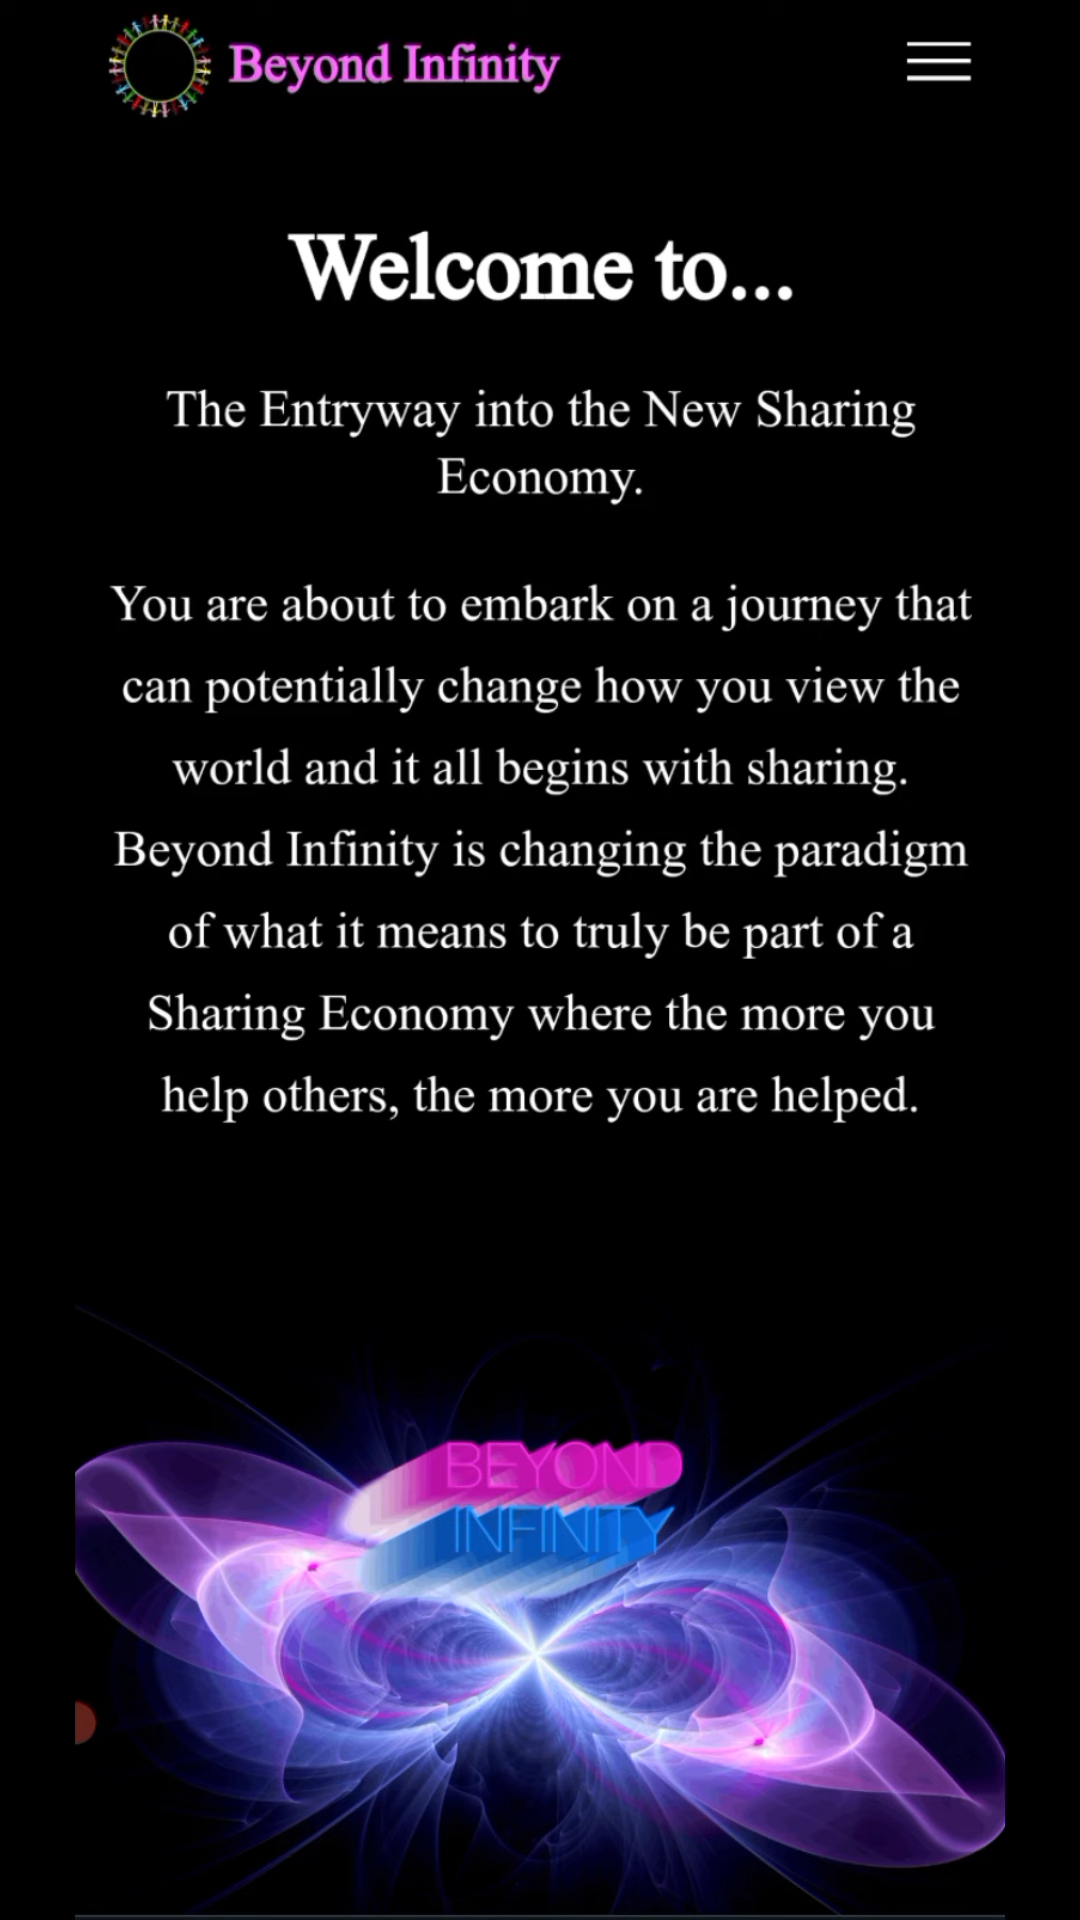 Beyond Infinity
Welcome to...
The Entryway into the New Sharing
Economy.
You are about to embark on a journey that
can potentially change how you view the
world and it all begins with sharing.
Beyond Infinity is changing the paradigm
of what it means to truly be part of a
Sharing Economy where the more you
help others, the more you are helped.
BEYOND
INFINITY